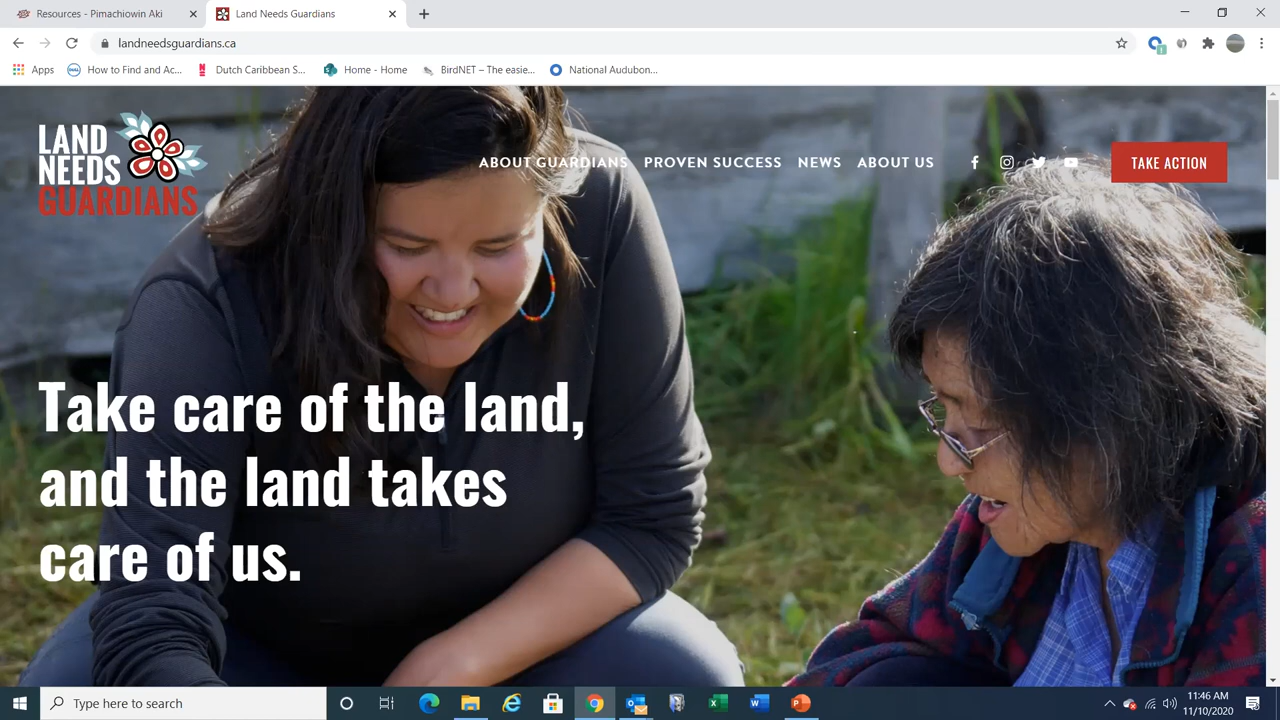 Resources - Pimachiowin Aki
Land Needs Guardians
landneedsguardians.ca
Apps
How to Find and Ac...
Dutch Caribbean S...
Home - Home
BirdNET – The easie...
National Audubon...
LAND
NEEDS
GUARDIANS
ABOUT GUARDIANS
PROVEN SUCCESS
NEWS
ABOUT US
TAKE ACTION
Take care of the land,
and the land takes
care of us.
Type here to search
11:46 AM
11/10/2020